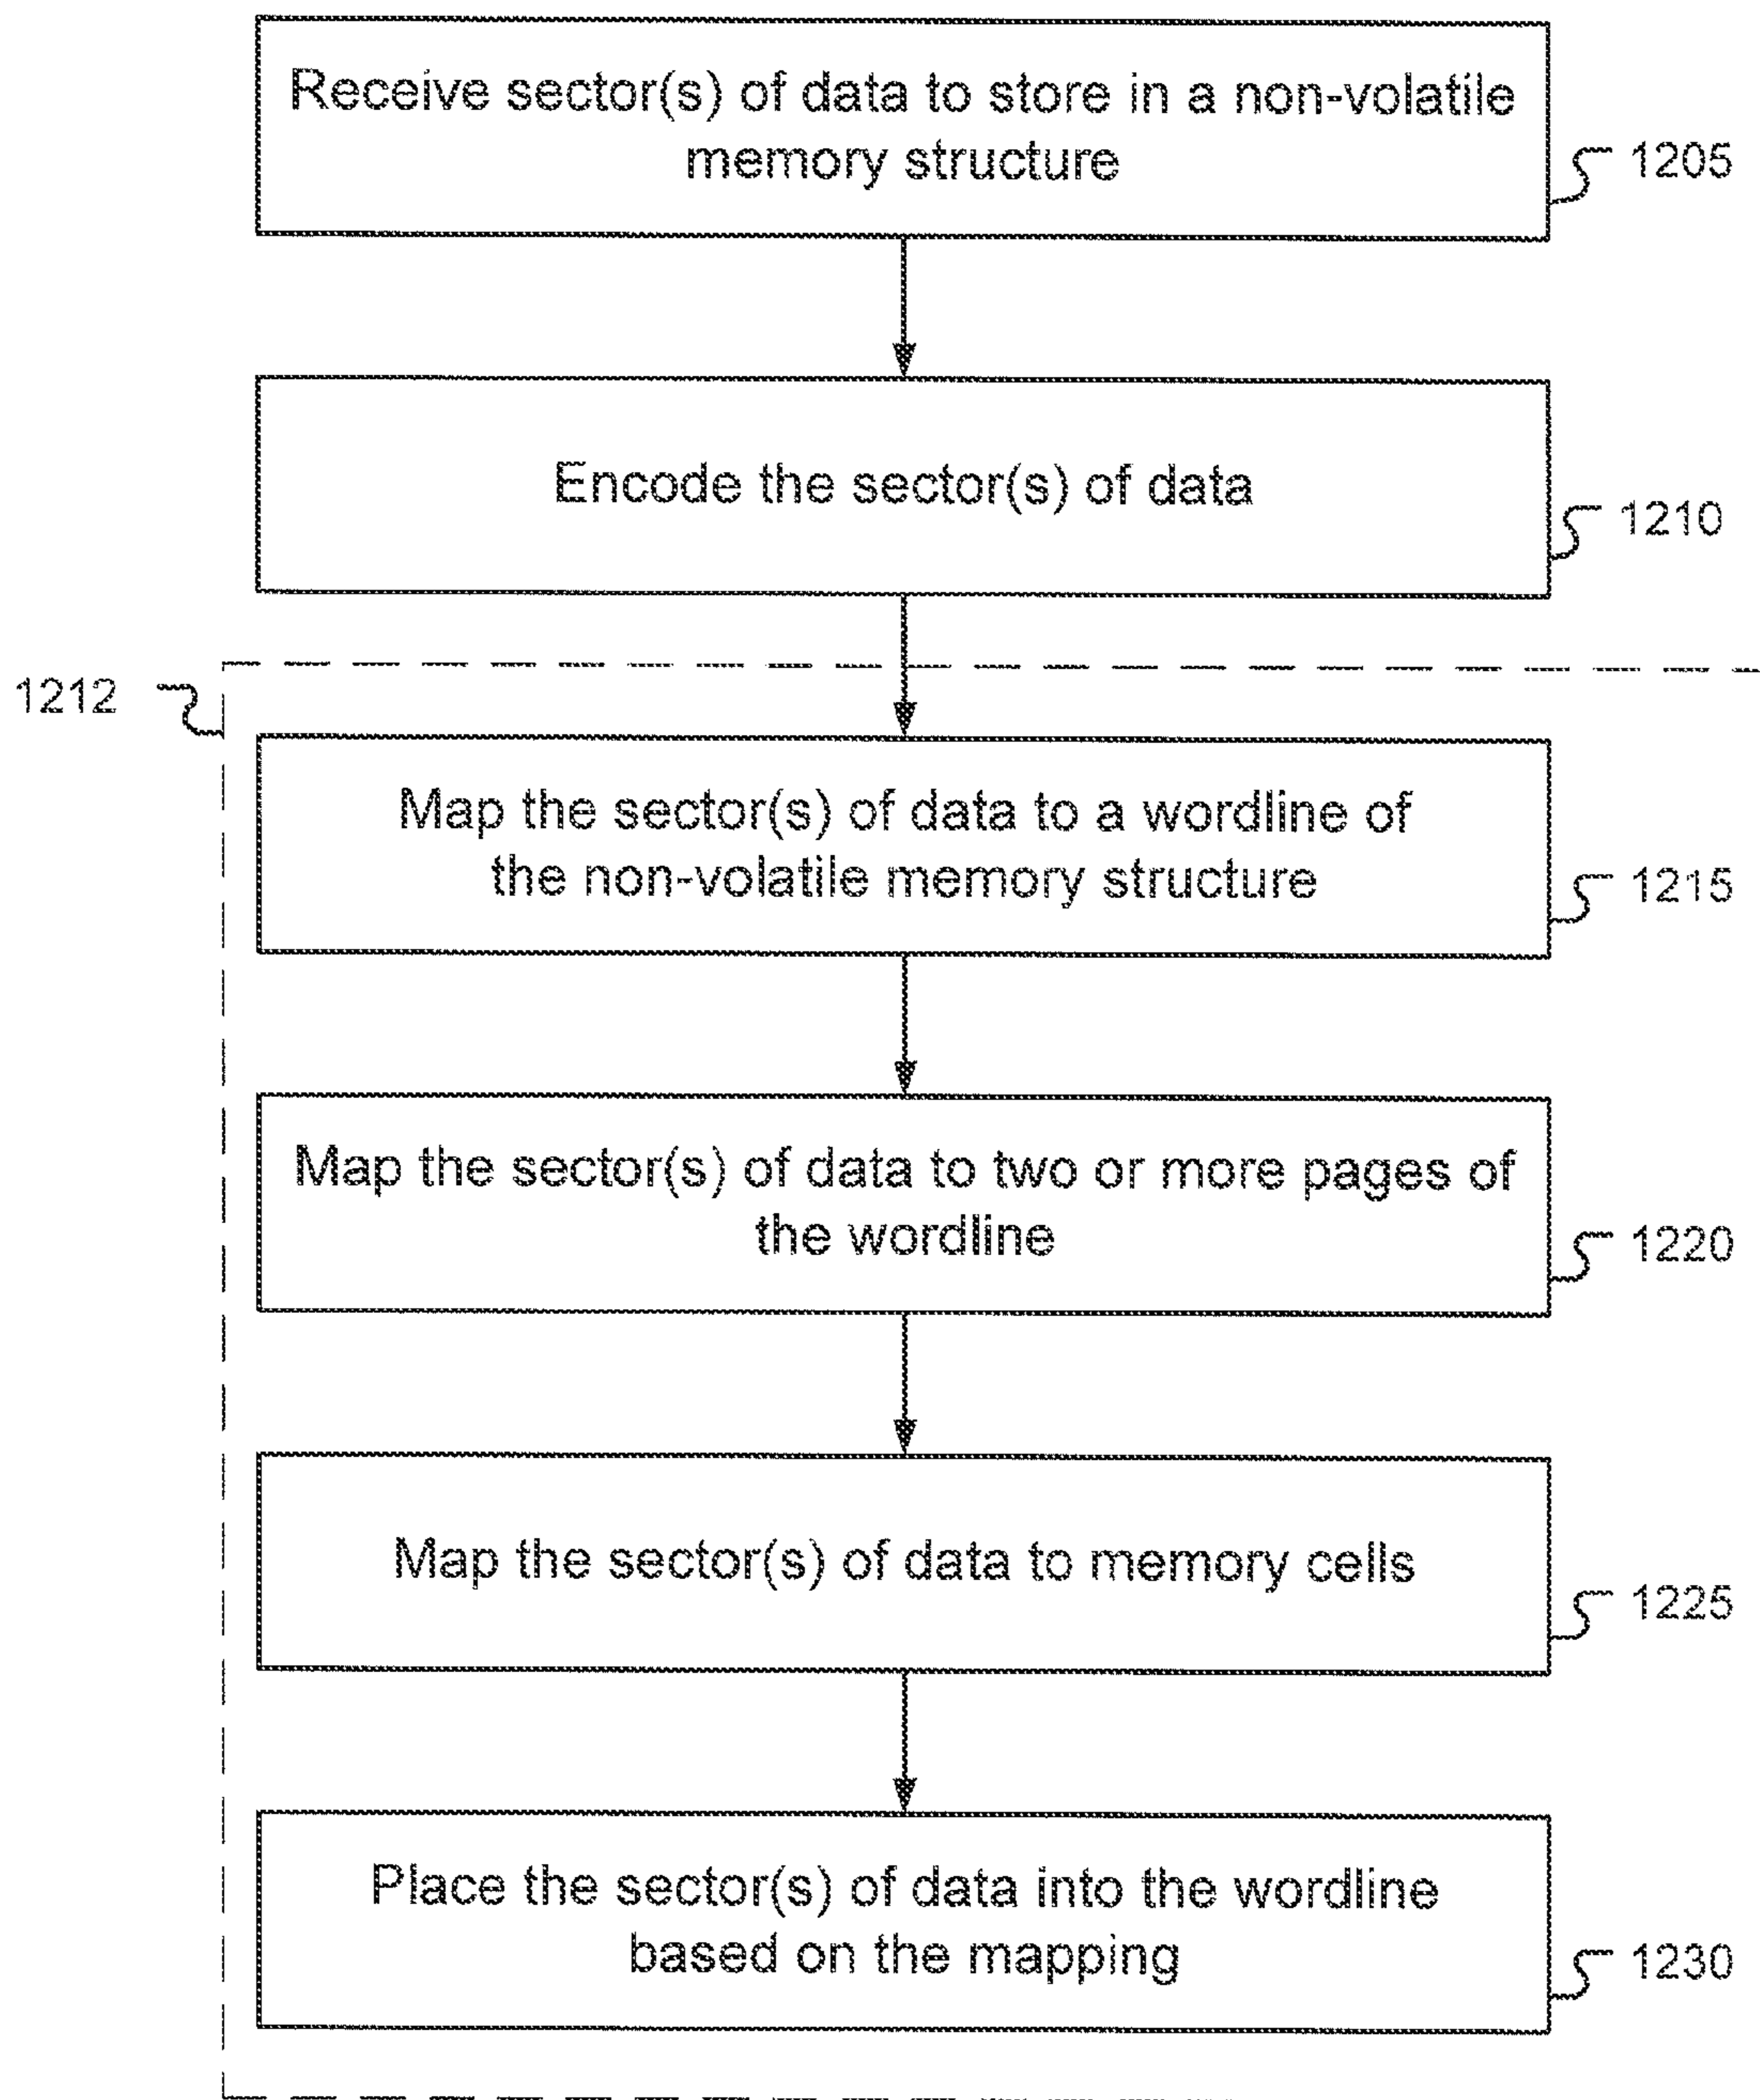 Receive sector(s) of data to store in a non-volatile
memory structure
1205
Encode the sector(s) of data
1210
1212
Map the sector(s) of data to a wordline of
the non-volatile memory structure
1215
Map the sector(s) of data to two or more pages of
the wordline
1220
Map the sector(s) of data to memory cells
1225
Place the sector(s) of data into the wordline
based on the mapping
1230